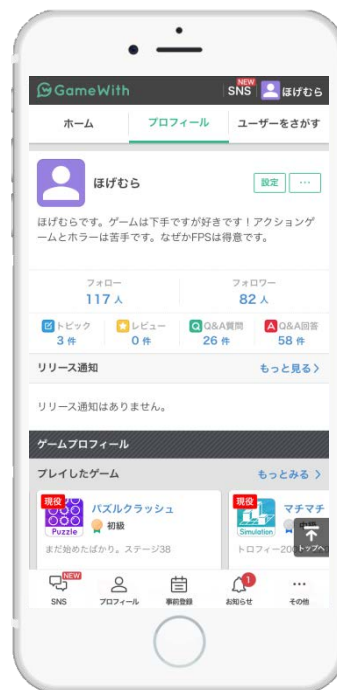 GameWith
NEW
SNS
ほげむら
ホーム
プロフィール
ユーザーをさがす
ほげむら
設定
ほげむらです。ゲームは下手ですが好きです！アクションゲ
ームとホラーは苦手です。なぜかFPSは得意です。
フォロー
フォロワー
117 人
82 人
トピック
レビュー
Q Q&A質問
A Q&A回答
3 件
0 件
26 件
58 件
リリース通知
もっと見る
リリース通知はありません。
ゲームプロフィール
プレイしたゲーム
もっとみる
現役
Puzzle
パズルクラッシュ
初級
まだ始めたばかり。ステージ38
現役
Simulation
マチマチ
トロフィー200
トップへ
NEW
SNS
プロフィール
事前登録
1
お知らせ
その他